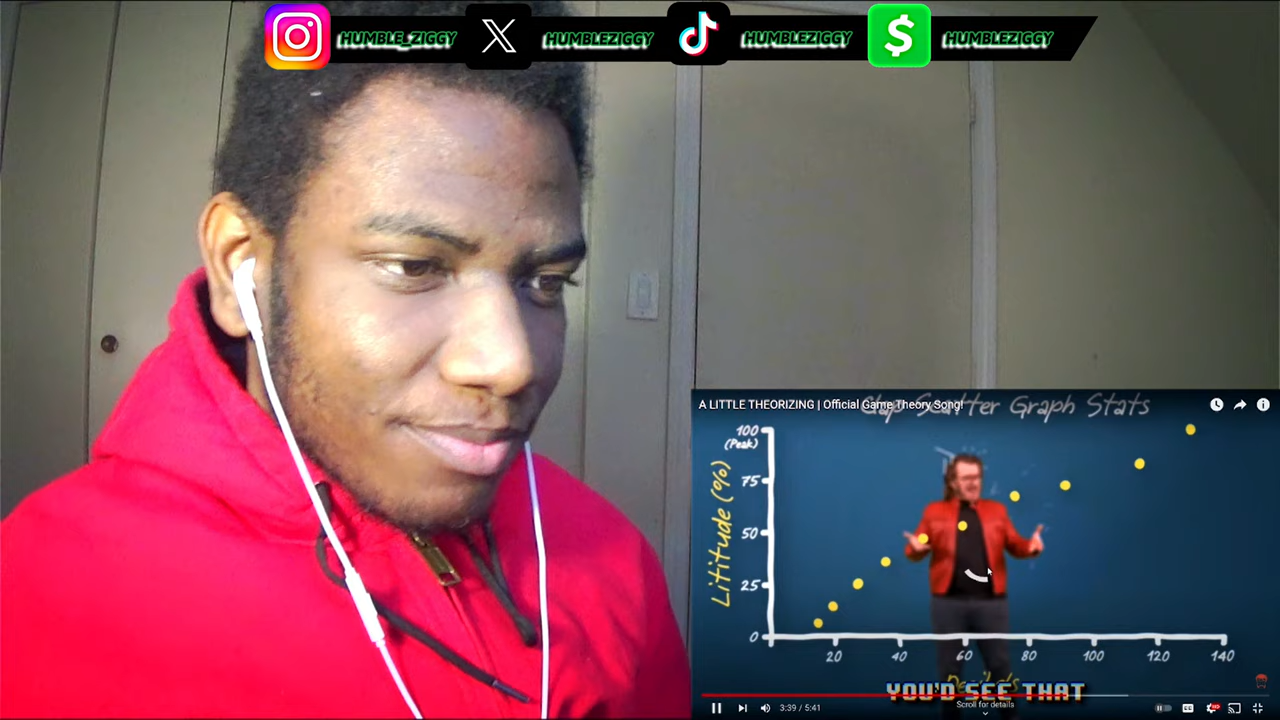 HUMBLE_ZIGGY HUMBLEZIGGY HUMBLEZIGGY HUMBLEZIGGY
A LITTLE THEORIZING | Official Game Theory Song!
Scatter Graph Stats
100
(Peak)
75
50
25
0
Lititude (%)
20 40 60 80 100 120 140
YOU'D SEE THAT
Scroll for details
3:39 / 5:41